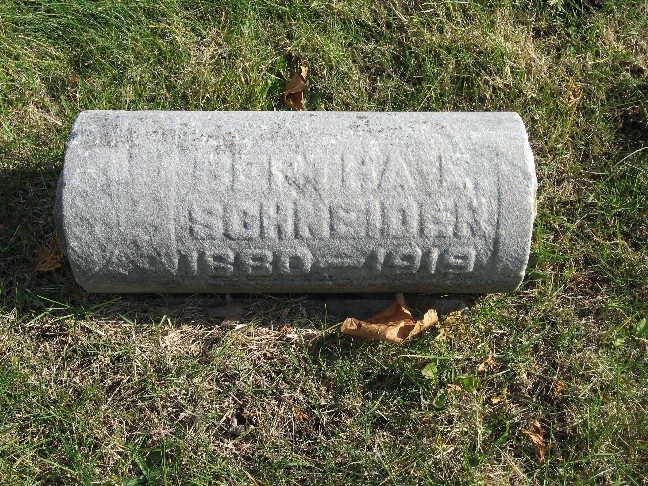 BERTHA L.
SCHNEIDER
1880-1919